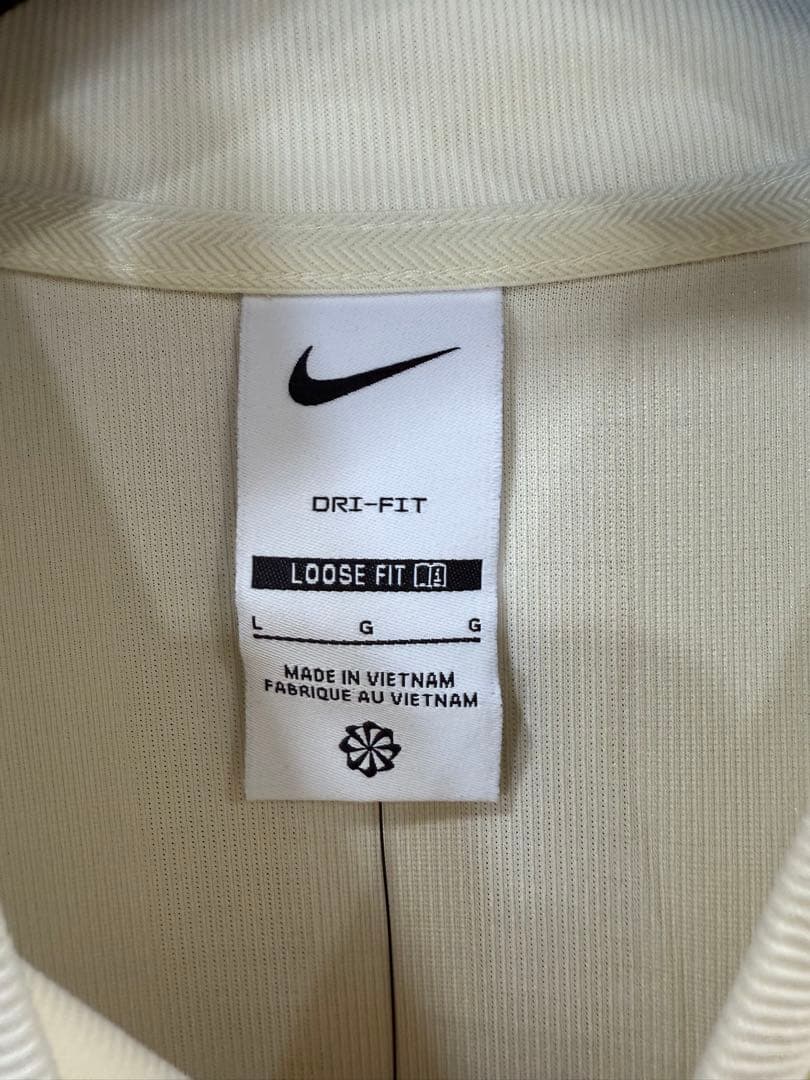 DRI-FIT
LOOSE FIT
L G G
MADE IN VIETNAM
FABRIQUE AU VIETNAM